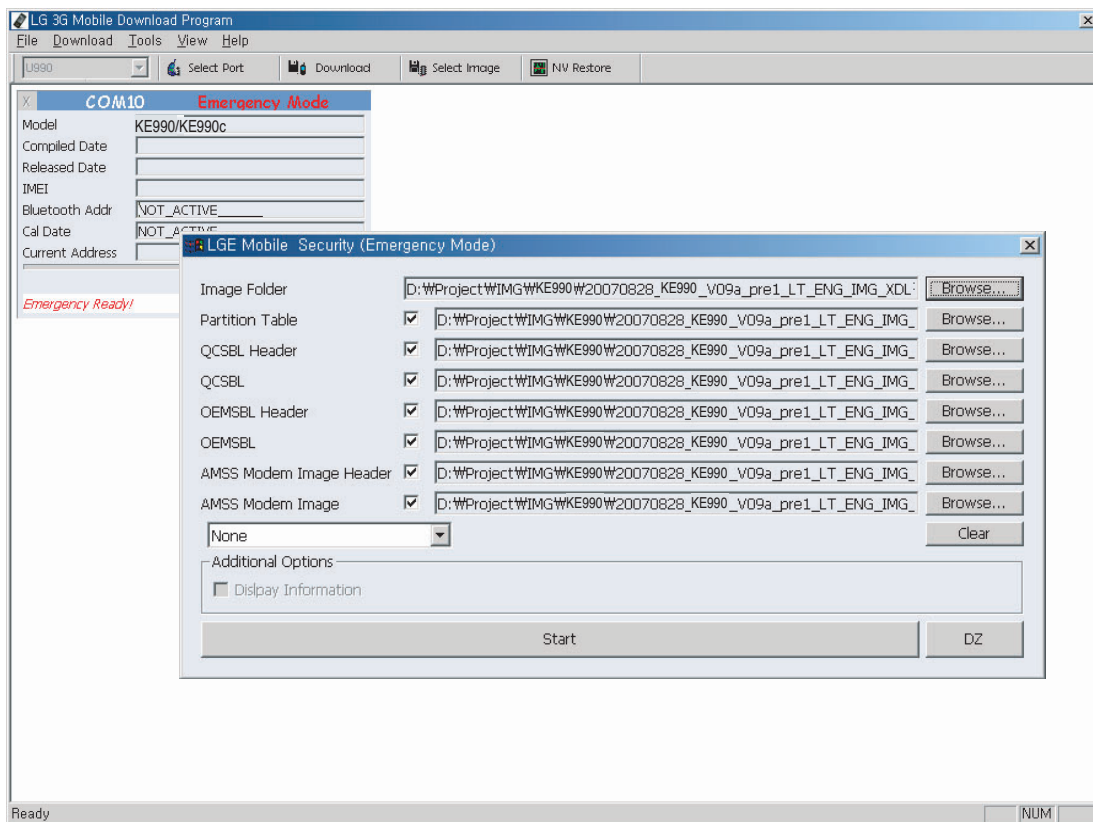 LG 3G Mobile Download Program
File Download Tools View Help
U990 Select Port Download Select Image NV Restore
COM10 Emergency Mode
Model KE990/KE990c
Compiled Date
Released Date
IMEI
Bluetooth Addr NOT_ACTIVE______
Cal Date NOT_ACTIVE
Current Address
Emergency Ready!
LGE Mobile Security (Emergency Mode)
Image Folder D:₩Project₩IMG₩KE990₩20070828_KE990_V09a_pre1_LT_ENG_IMG_XDL Browse...
Partition Table D:₩Project₩IMG₩KE990₩20070828_KE990_V09a_pre1_LT_ENG_IMG_ Browse...
QCSBL Header D:₩Project₩IMG₩KE990₩20070828_KE990_V09a_pre1_LT_ENG_IMG_ Browse...
QCSBL D:₩Project₩IMG₩KE990₩20070828_KE990_V09a_pre1_LT_ENG_IMG_ Browse...
OEMSBL Header D:₩Project₩IMG₩KE990₩20070828_KE990_V09a_pre1_LT_ENG_IMG_ Browse...
OEMSBL D:₩Project₩IMG₩KE990₩20070828_KE990_V09a_pre1_LT_ENG_IMG_ Browse...
AMSS Modem Image Header D:₩Project₩IMG₩KE990₩20070828_KE990_V09a_pre1_LT_ENG_IMG_ Browse...
AMSS Modem Image D:₩Project₩IMG₩KE990₩20070828_KE990_V09a_pre1_LT_ENG_IMG_ Browse...
None Clear
Additional Options
Dislpay Information
Start DZ
Ready NUM